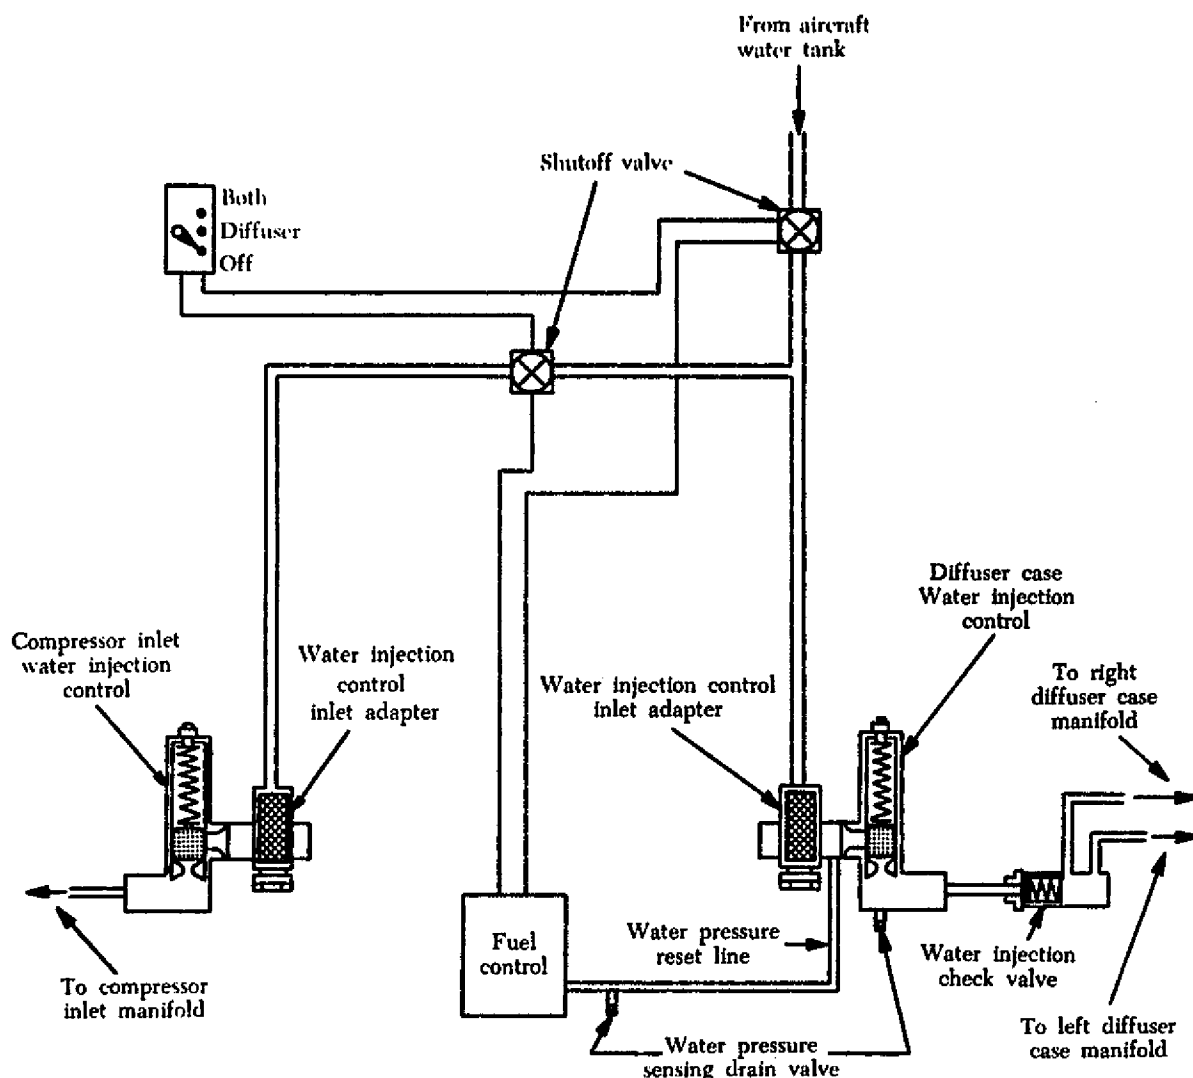 From aircraft
water tank
Shutoff valve
Both
Diffuser
Off
Diffuser case
Water injection
control
Compressor inlet
water injection
control
Water injection
control
inlet adapter
Water injection control
inlet adapter
To right
diffuser case
manifold
Fuel
control
Water pressure
reset line
Water injection
check valve
To compressor
inlet manifold
To left diffuser
case manifold
Water pressure
sensing drain valve